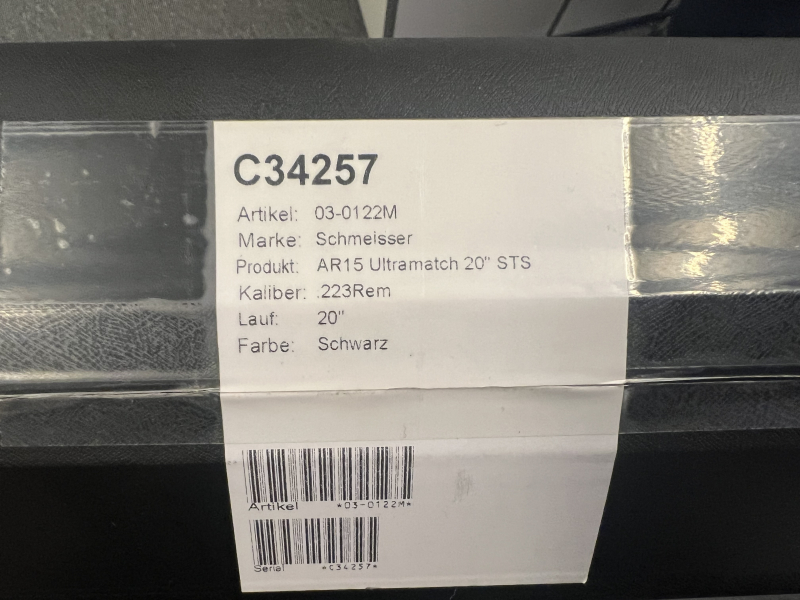 C34257
Artikel: 03-0122M
Marke: Schmeisser
Produkt: AR15 Ultramatch 20" STS
Kaliber: .223Rem
Lauf: 20"
Farbe: Schwarz
Artikel *03-0122M*
Serial *C34257*